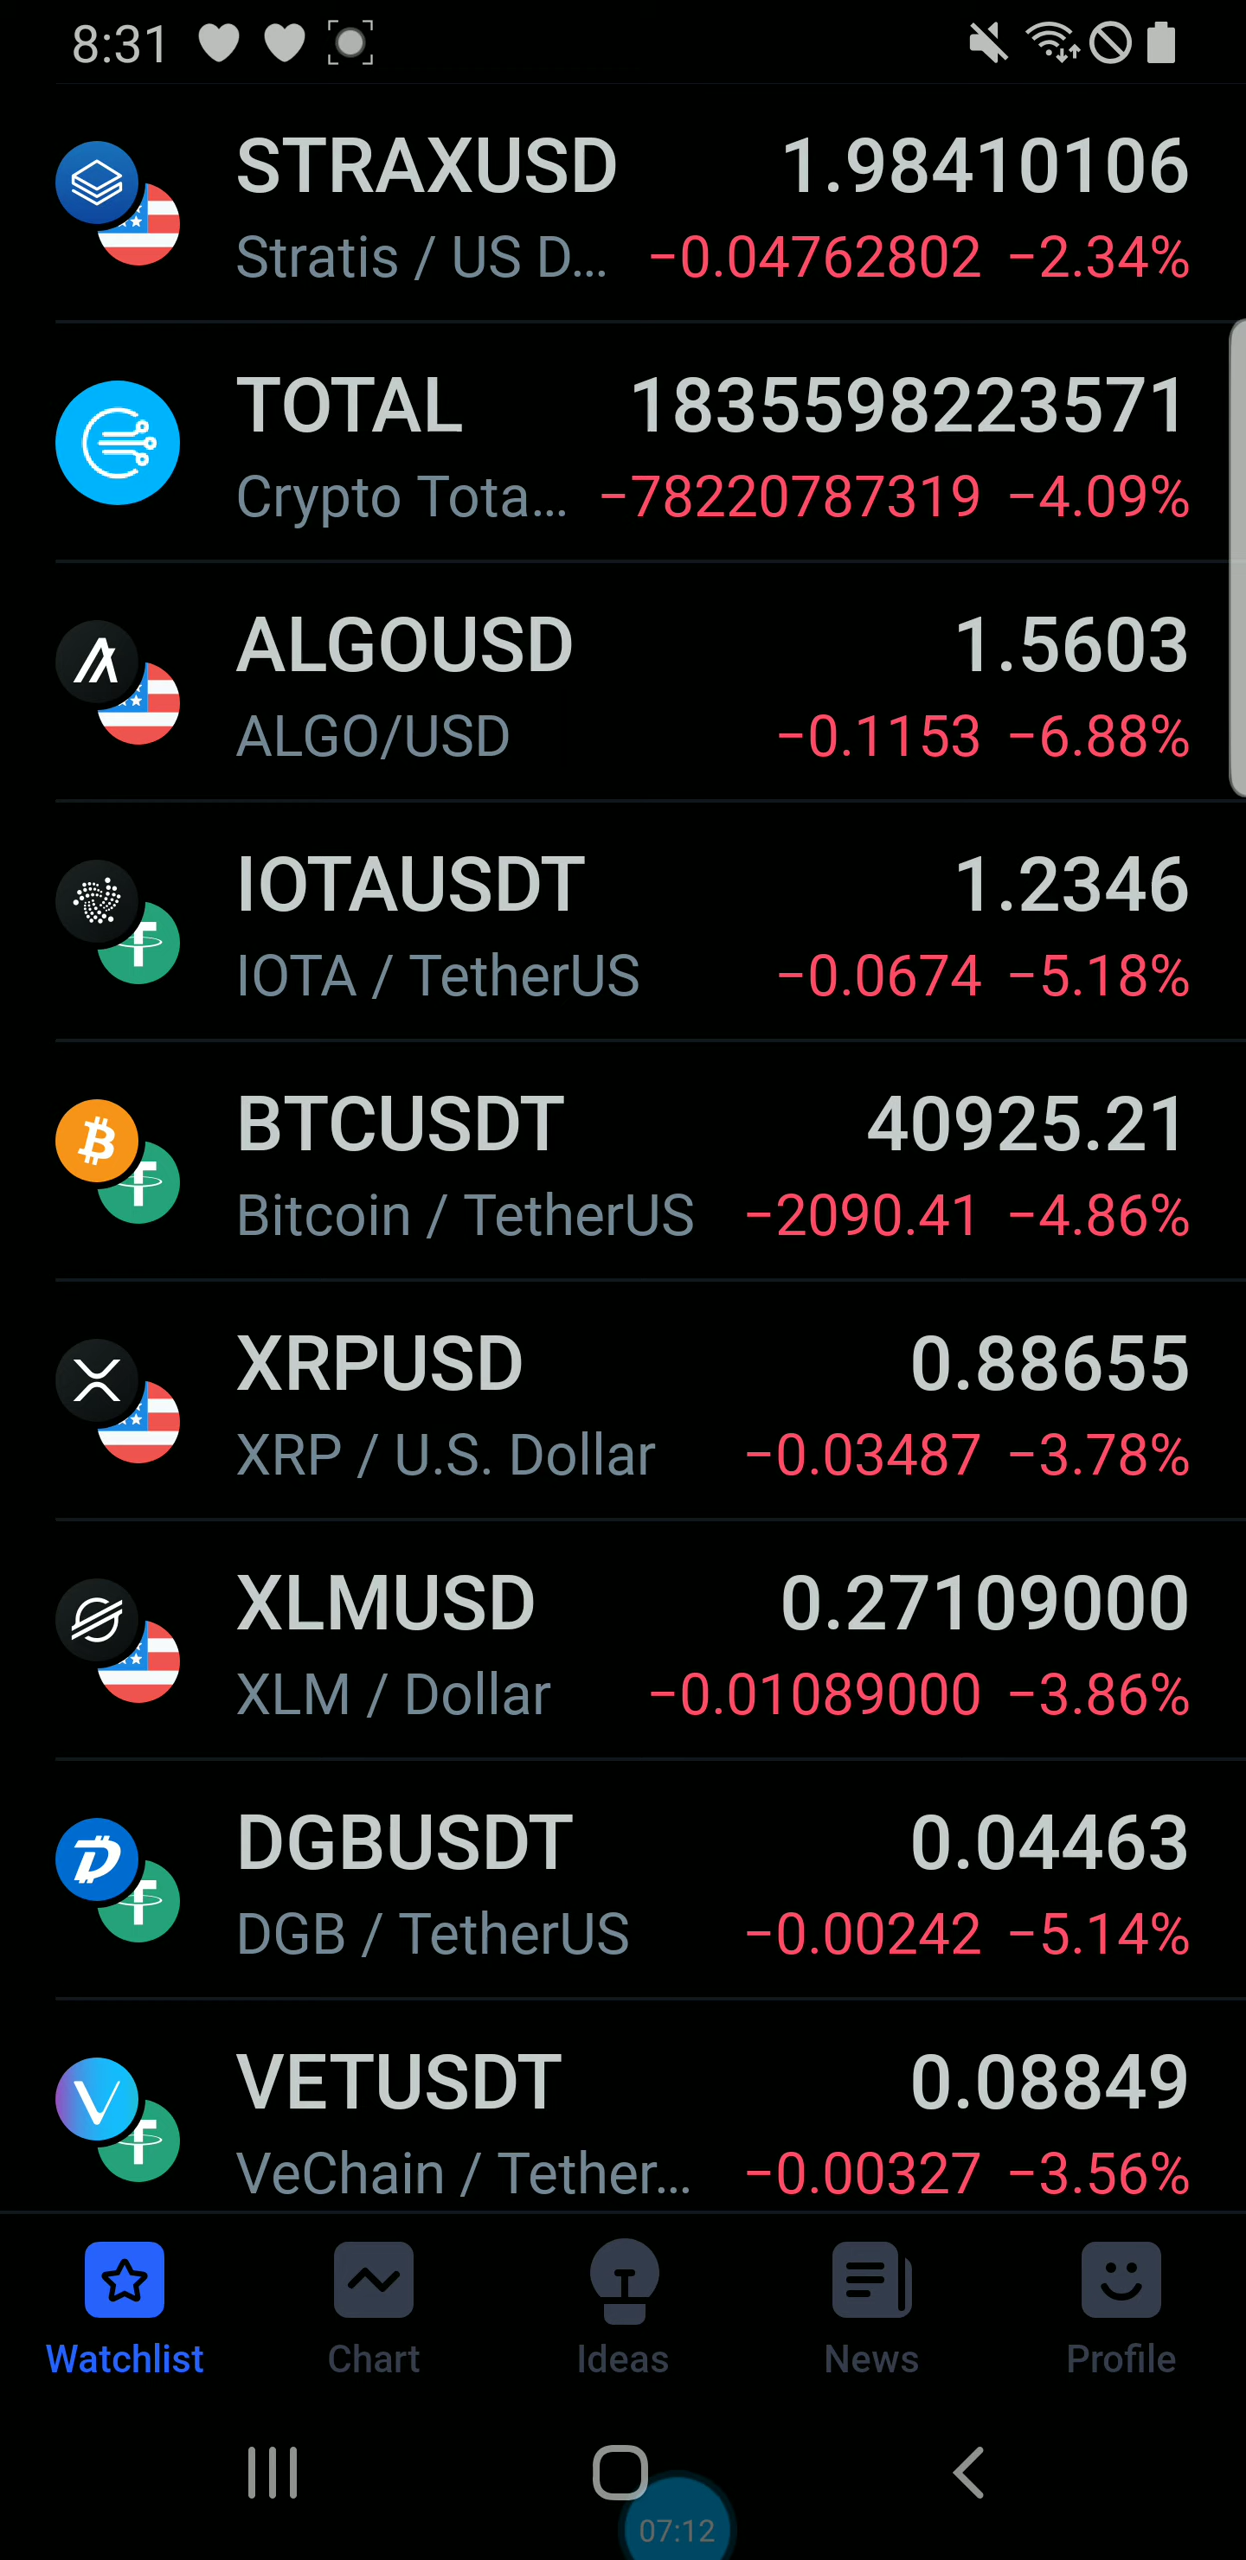 8:31
STRAXUSD 1.98410106
Stratis / US D... −0.04762802 −2.34%
TOTAL 1835598223571
Crypto Tota... −78220787319 −4.09%
ALGOUSD 1.5603
ALGO/USD −0.1153 −6.88%
IOTAUSDT 1.2346
IOTA / TetherUS −0.0674 −5.18%
BTCUSDT 40925.21
Bitcoin / TetherUS −2090.41 −4.86%
XRPUSD 0.88655
XRP / U.S. Dollar −0.03487 −3.78%
XLMUSD 0.27109000
XLM / Dollar −0.01089000 −3.86%
DGBUSDT 0.04463
DGB / TetherUS −0.00242 −5.14%
VETUSDT 0.08849
VeChain / Tether... −0.00327 −3.56%
Watchlist Chart Ideas News Profile
07:12